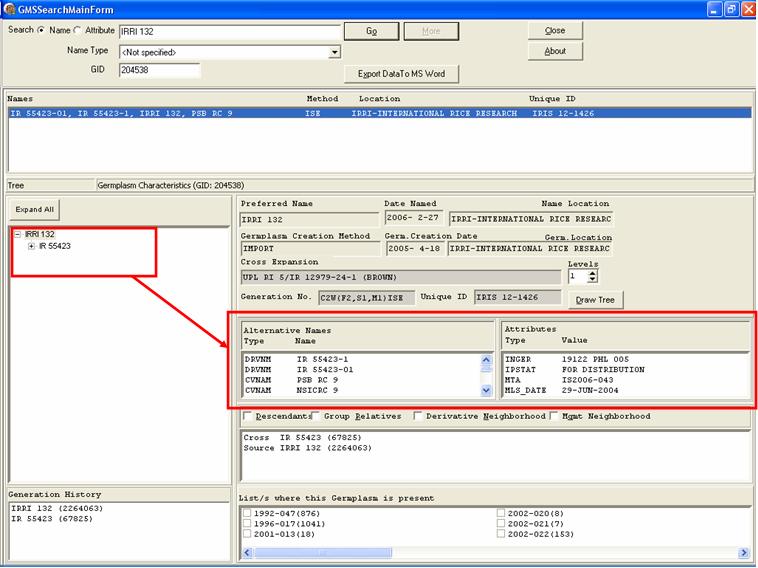 GMSSearchMainForm
Search Name Attribute IRRI 132 Go More Close
Name Type <Not specified> About
GID 204538 Export DataTo MS Word
Names Method Location Unique ID
IR 55423-01, IR 55423-1, IRRI 132, PSB RC 9 ISE IRRI-INTERNATIONAL RICE RESEARCH IRIS 12-1426
Tree Germplasm Characteristics (GID: 204538)
Expand All
IRRI 132
IR 55423
Preferred Name Date Named Name Location
IRRI 132 2006- 2-27 IRRI-INTERNATIONAL RICE RESEARC
Germplasm Creation Method Germ.Creation Date Germ.Location
IMPORT 2005- 4-18 IRRI-INTERNATIONAL RICE RESEARC
Cross Expansion Levels
UPL RI 5/IR 12979-24-1 (BROWN) 1
Generation No. C2W(F2,S1,M1)ISE Unique ID IRIS 12-1426 Draw Tree
Alternative Names
Type Name
DRVNM IR 55423-1
DRVNM IR 55423-01
CVNAM PSB RC 9
CVNAM NSICRC 9
Attributes
Type Value
INGER 19122 PHL 005
IPSTAT FOR DISTRIBUTION
MTA IS2006-043
MLS_DATE 29-JUN-2004
Descendants Group Relatives Derivative Neighborhood Mgmt Neighborhood
Cross IR 55423 (67825)
Source IRRI 132 (2264063)
Generation History
IRRI 132 (2264063)
IR 55423 (67825)
List/s where this Germplasm is present
1992-047(876) 2002-020(8)
1996-017(1041) 2002-021(7)
2001-013(18) 2002-022(153)